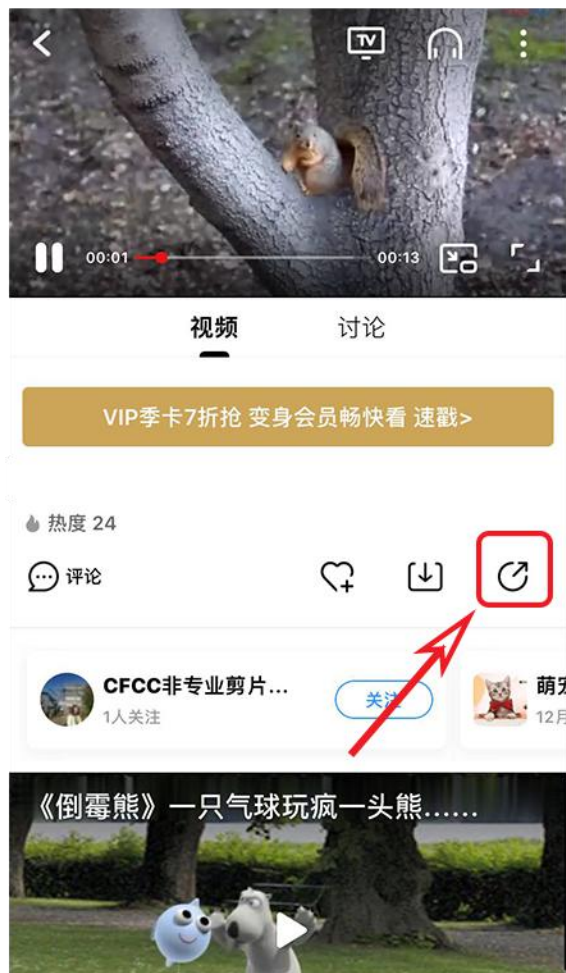 TV
00:01
00:13
视频
讨论
VIP季卡7折抢 变身会员畅快看 速戳>
热度 24
评论
CFCC非专业剪片...
1人关注
关注
萌宠
12月
《倒霉熊》一只气球玩疯一头熊......